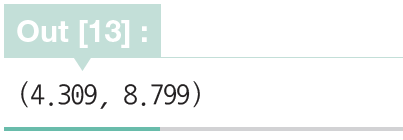 Out [13] :
(4.309, 8.799)